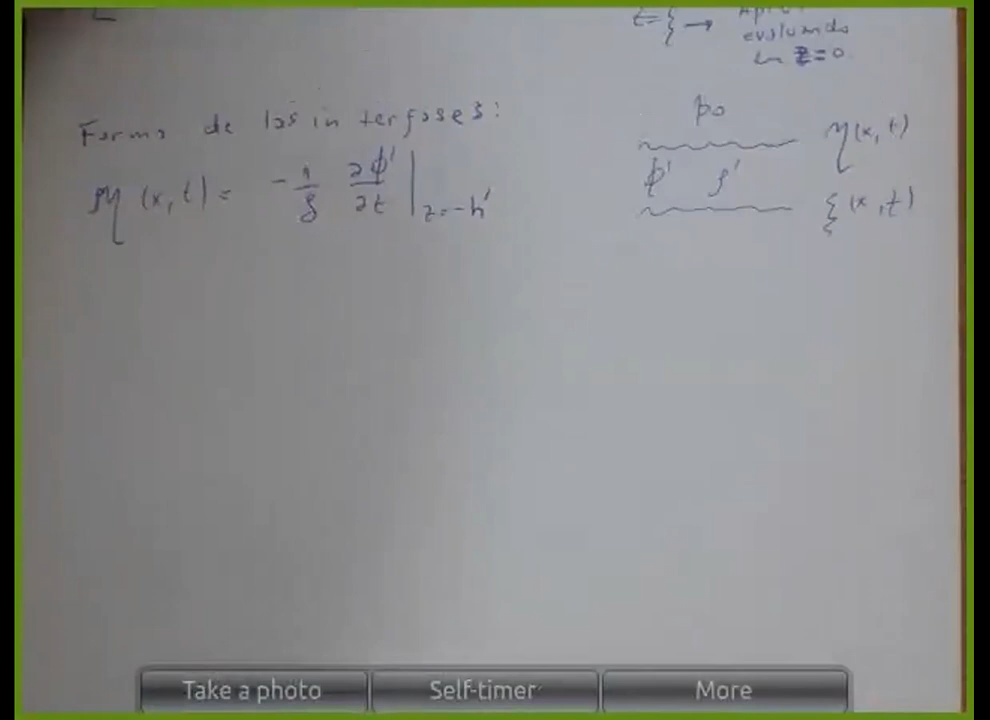 evaluando
en z=0
Forma de las interfases:
p₀
η(x,t)
η(x,t) = -1/g ∂ϕ'/∂t |z=-h'
ϕ' ρ'
ξ(x,t)
Take a photo
Self-timer
More